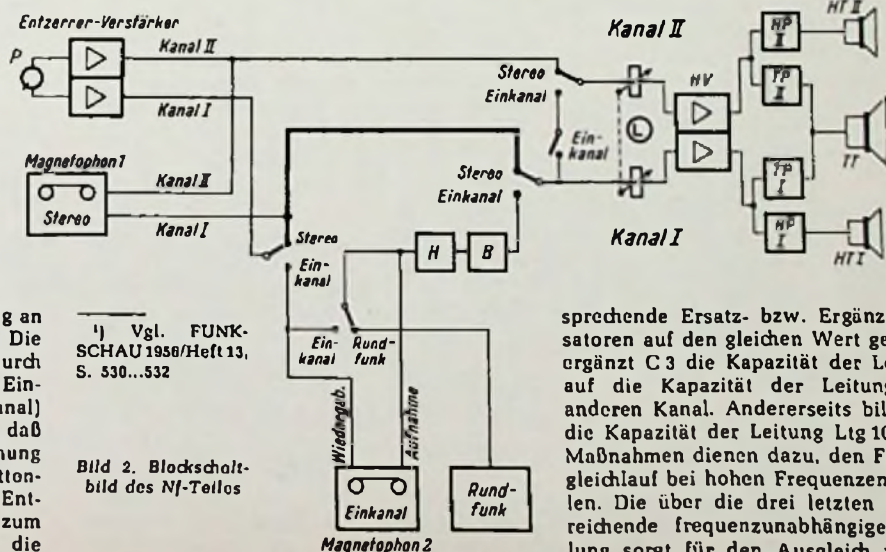 Entzerrer-Verstärker
P
Kanal II
Kanal I
Magnetophon 1
Stereo
Kanal II
Kanal I
Stereo
Einkanal
Kanal II
HV
L
Ein-
kanal
Stereo
Einkanal
Kanal I
HP
II
TP
II
TP
I
HP
I
HT II
TT
HT I
Stereo
Ein-
kanal
H
B
Ein-
kanal
Rund-
funk
Wiedergab.
Aufnahme
Einkanal
Magnetophon 2
Rund-
funk
g an
Die
urch
Ein-
nal)
daß
nung
tton-
Ent-
zum
die
¹) Vgl. FUNK-
SCHAU 1958/Heft 13,
S. 530...532
Bild 2. Blockschalt-
bild des Nf-Teiles
sprechende Ersatz- bzw. Ergänz
satoren auf den gleichen Wert ge
ergänzt C 3 die Kapazität der Le
auf die Kapazität der Leitung
anderen Kanal. Andererseits bil
die Kapazität der Leitung Ltg 10
Maßnahmen dienen dazu, den F
gleichlauf bei hohen Frequenzen
len. Die über die drei letzten
reichende frequenzunabhängige
lung sorgt für den Ausgleich